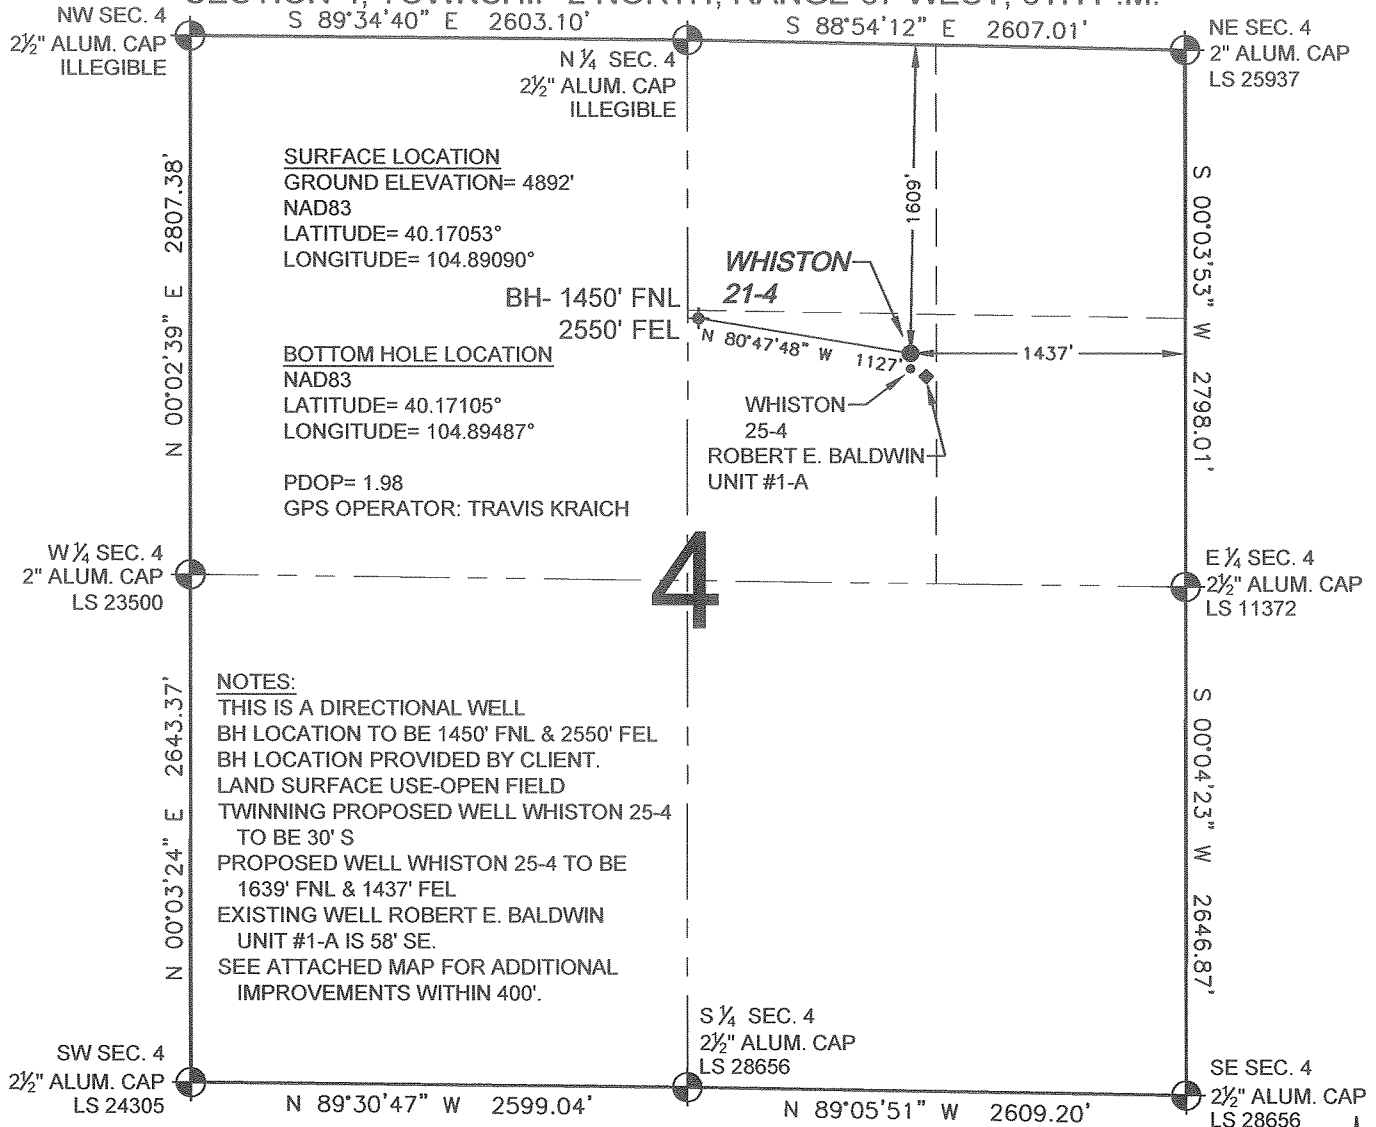 NW SEC. 4
2½" ALUM. CAP
ILLEGIBLE
S 89°34'40" E 2603.10'
N ¼ SEC. 4
2½" ALUM. CAP
ILLEGIBLE
S 88°54'12" E 2607.01'
NE SEC. 4
2" ALUM. CAP
LS 25937
N 00°02'39" E 2807.38'
SURFACE LOCATION
GROUND ELEVATION= 4892'
NAD83
LATITUDE= 40.17053°
LONGITUDE= 104.89090°
1609'
S 00°03'53" W 2798.01'
WHISTON
21-4
BH- 1450' FNL
2550' FEL
N 80°47'48" W 1127'
1437'
BOTTOM HOLE LOCATION
NAD83
LATITUDE= 40.17105°
LONGITUDE= 104.89487°
WHISTON
25-4
ROBERT E. BALDWIN
UNIT #1-A
PDOP= 1.98
GPS OPERATOR: TRAVIS KRAICH
W ¼ SEC. 4
2" ALUM. CAP
LS 23500
4
E ¼ SEC. 4
2½" ALUM. CAP
LS 11372
N 00°03'24" E 2643.37'
NOTES:
THIS IS A DIRECTIONAL WELL
BH LOCATION TO BE 1450' FNL & 2550' FEL
BH LOCATION PROVIDED BY CLIENT.
LAND SURFACE USE-OPEN FIELD
TWINNING PROPOSED WELL WHISTON 25-4
TO BE 30' S
PROPOSED WELL WHISTON 25-4 TO BE
1639' FNL & 1437' FEL
EXISTING WELL ROBERT E. BALDWIN
UNIT #1-A IS 58' SE.
SEE ATTACHED MAP FOR ADDITIONAL
IMPROVEMENTS WITHIN 400'.
S 00°04'23" W 2646.87'
SW SEC. 4
2½" ALUM. CAP
LS 24305
N 89°30'47" W 2599.04'
S ¼ SEC. 4
2½" ALUM. CAP
LS 28656
N 89°05'51" W 2609.20'
SE SEC. 4
2½" ALUM. CAP
LS 28656